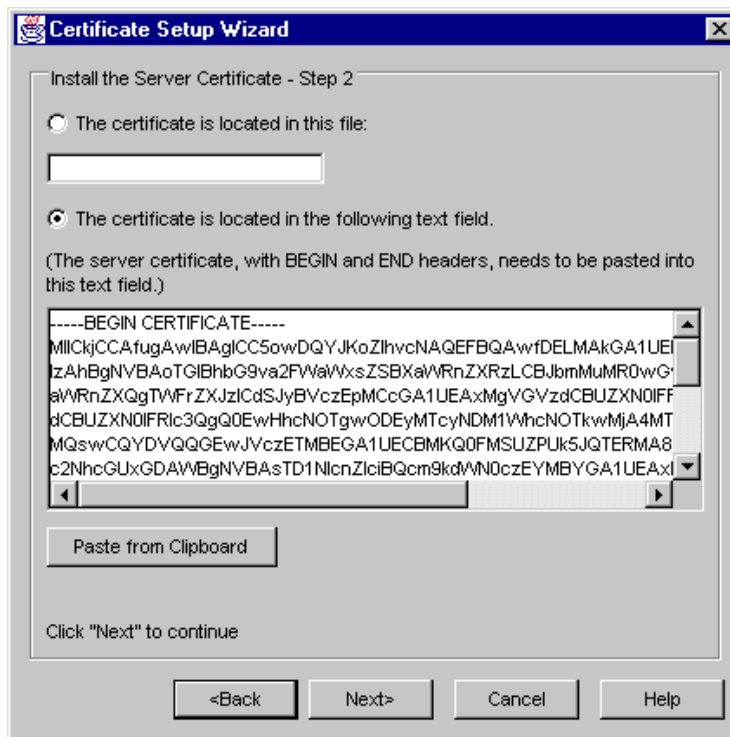 Certificate Setup Wizard
Install the Server Certificate - Step 2
The certificate is located in this file:
The certificate is located in the following text field.
(The server certificate, with BEGIN and END headers, needs to be pasted into
this text field.)
-----BEGIN CERTIFICATE-----
MIICkjCCAfugAwIBAgICC5owDQYJKoZIhvcNAQEFBQAwfDELMAkGA1UE
IzAhBgNVBAoTGlBhbG9va2FWaWxsZSBXaWRnZXRzLCBJbmMuMR0wG
aWRnZXQgTWFrZXJzICdSJyBVczEpMCcGA1UEAxMgVGVzdCBUZXN0IFF
dCBUZXN0IFRlc3QgQ0EwHhcNOTgwODEyMTcyNDM1WhcNOTkwMjA4MT
MQswCQYDVQQGEwJVczETMBEGA1UECBMKQ0FMSUZPUk5JQTERMA8
c2NhcGUxGDAWBgNVBAsTD1NlcnZlciBQcm9kdWN0czEYMBYGA1UEAx
Paste from Clipboard
Click "Next" to continue
<Back Next> Cancel Help